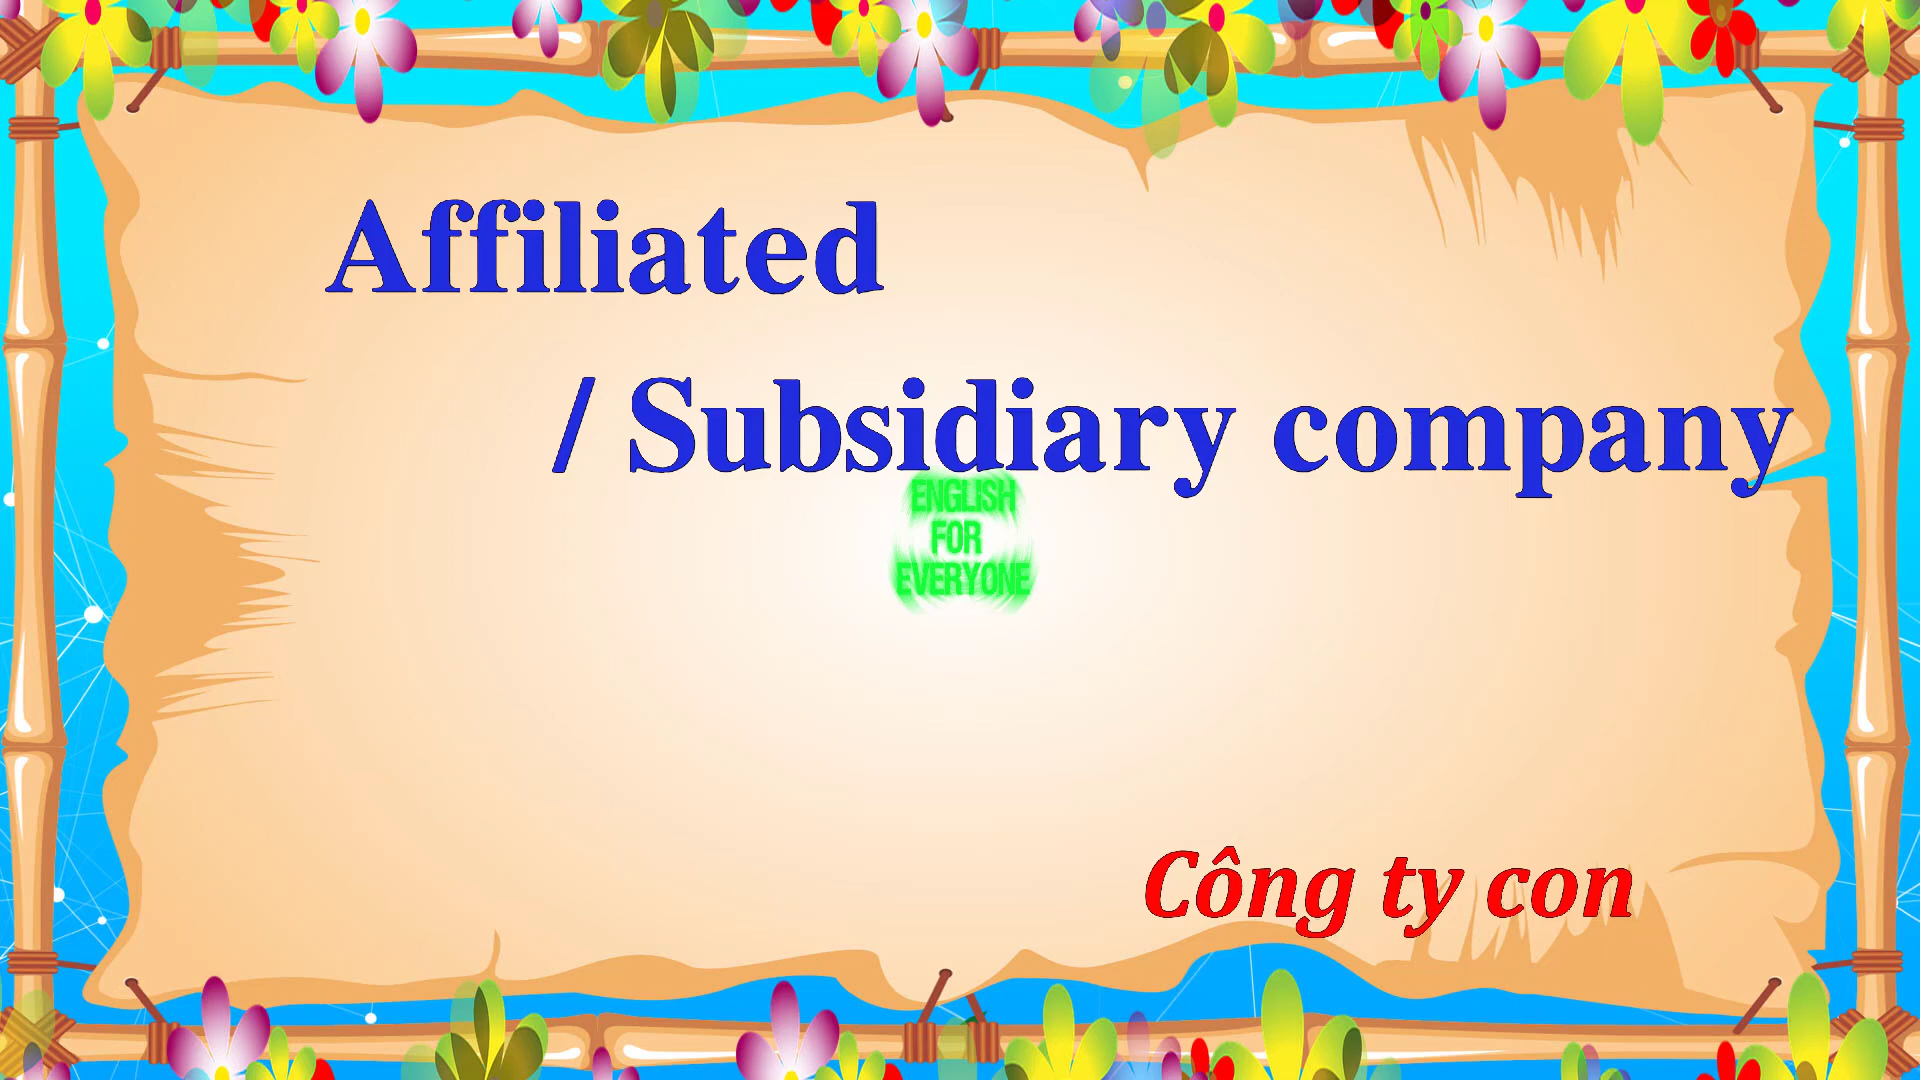 Affiliated
/ Subsidiary company
ENGLISH
FOR
EVERYONE
Công ty con